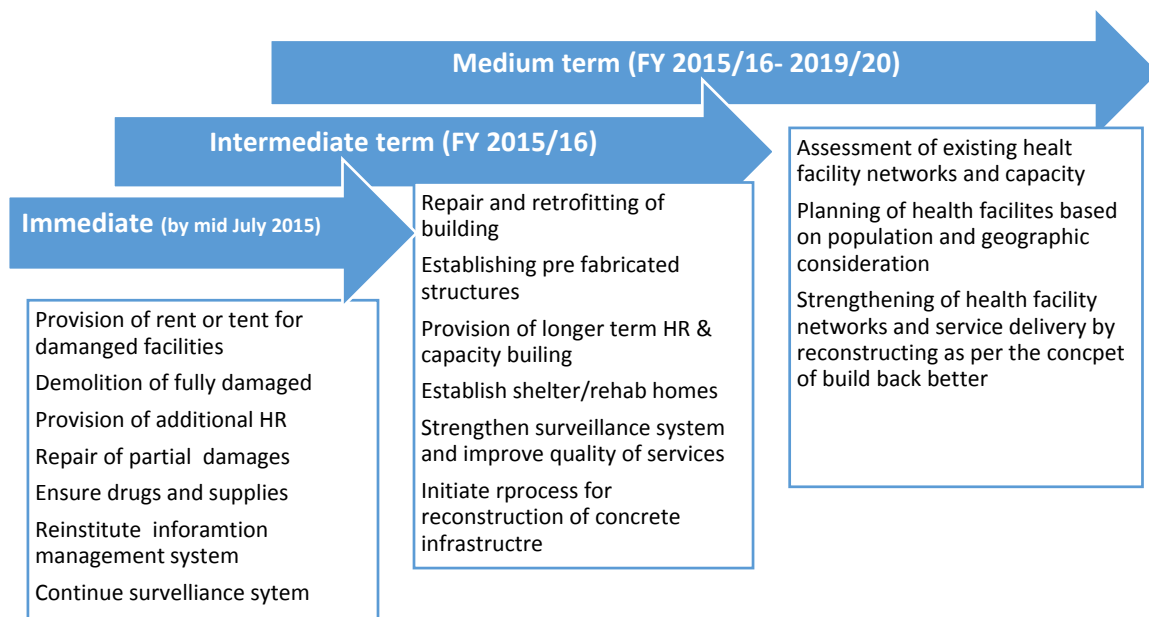 Medium term (FY 2015/16- 2019/20)
Intermediate term (FY 2015/16)
Immediate (by mid July 2015)
Provision of rent or tent for
damanged facilities
Demolition of fully damaged
Provision of additional HR
Repair of partial damages
Ensure drugs and supplies
Reinstitute inforamtion
management system
Continue survelliance sytem
Repair and retrofitting of
building
Establishing pre fabricated
structures
Provision of longer term HR &
capacity builing
Establish shelter/rehab homes
Strengthen surveillance system
and improve quality of services
Initiate rprocess for
reconstruction of concrete
infrastructre
Assessment of existing healt
facility networks and capacity
Planning of health facilites based
on population and geographic
consideration
Strengthening of health facility
networks and service delivery by
reconstructing as per the concpet
of build back better